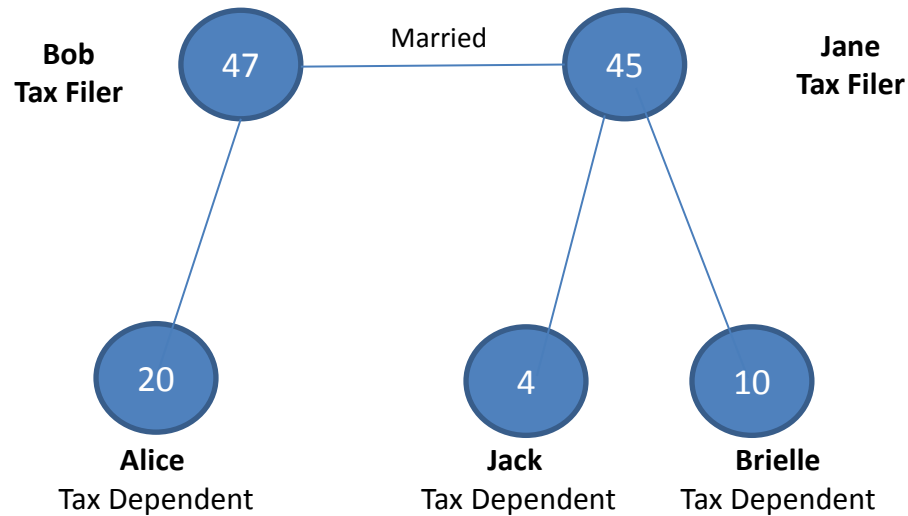 Bob
Tax Filer
47
Married
45
Jane
Tax Filer
20
4
10
Alice
Tax Dependent
Jack
Tax Dependent
Brielle
Tax Dependent